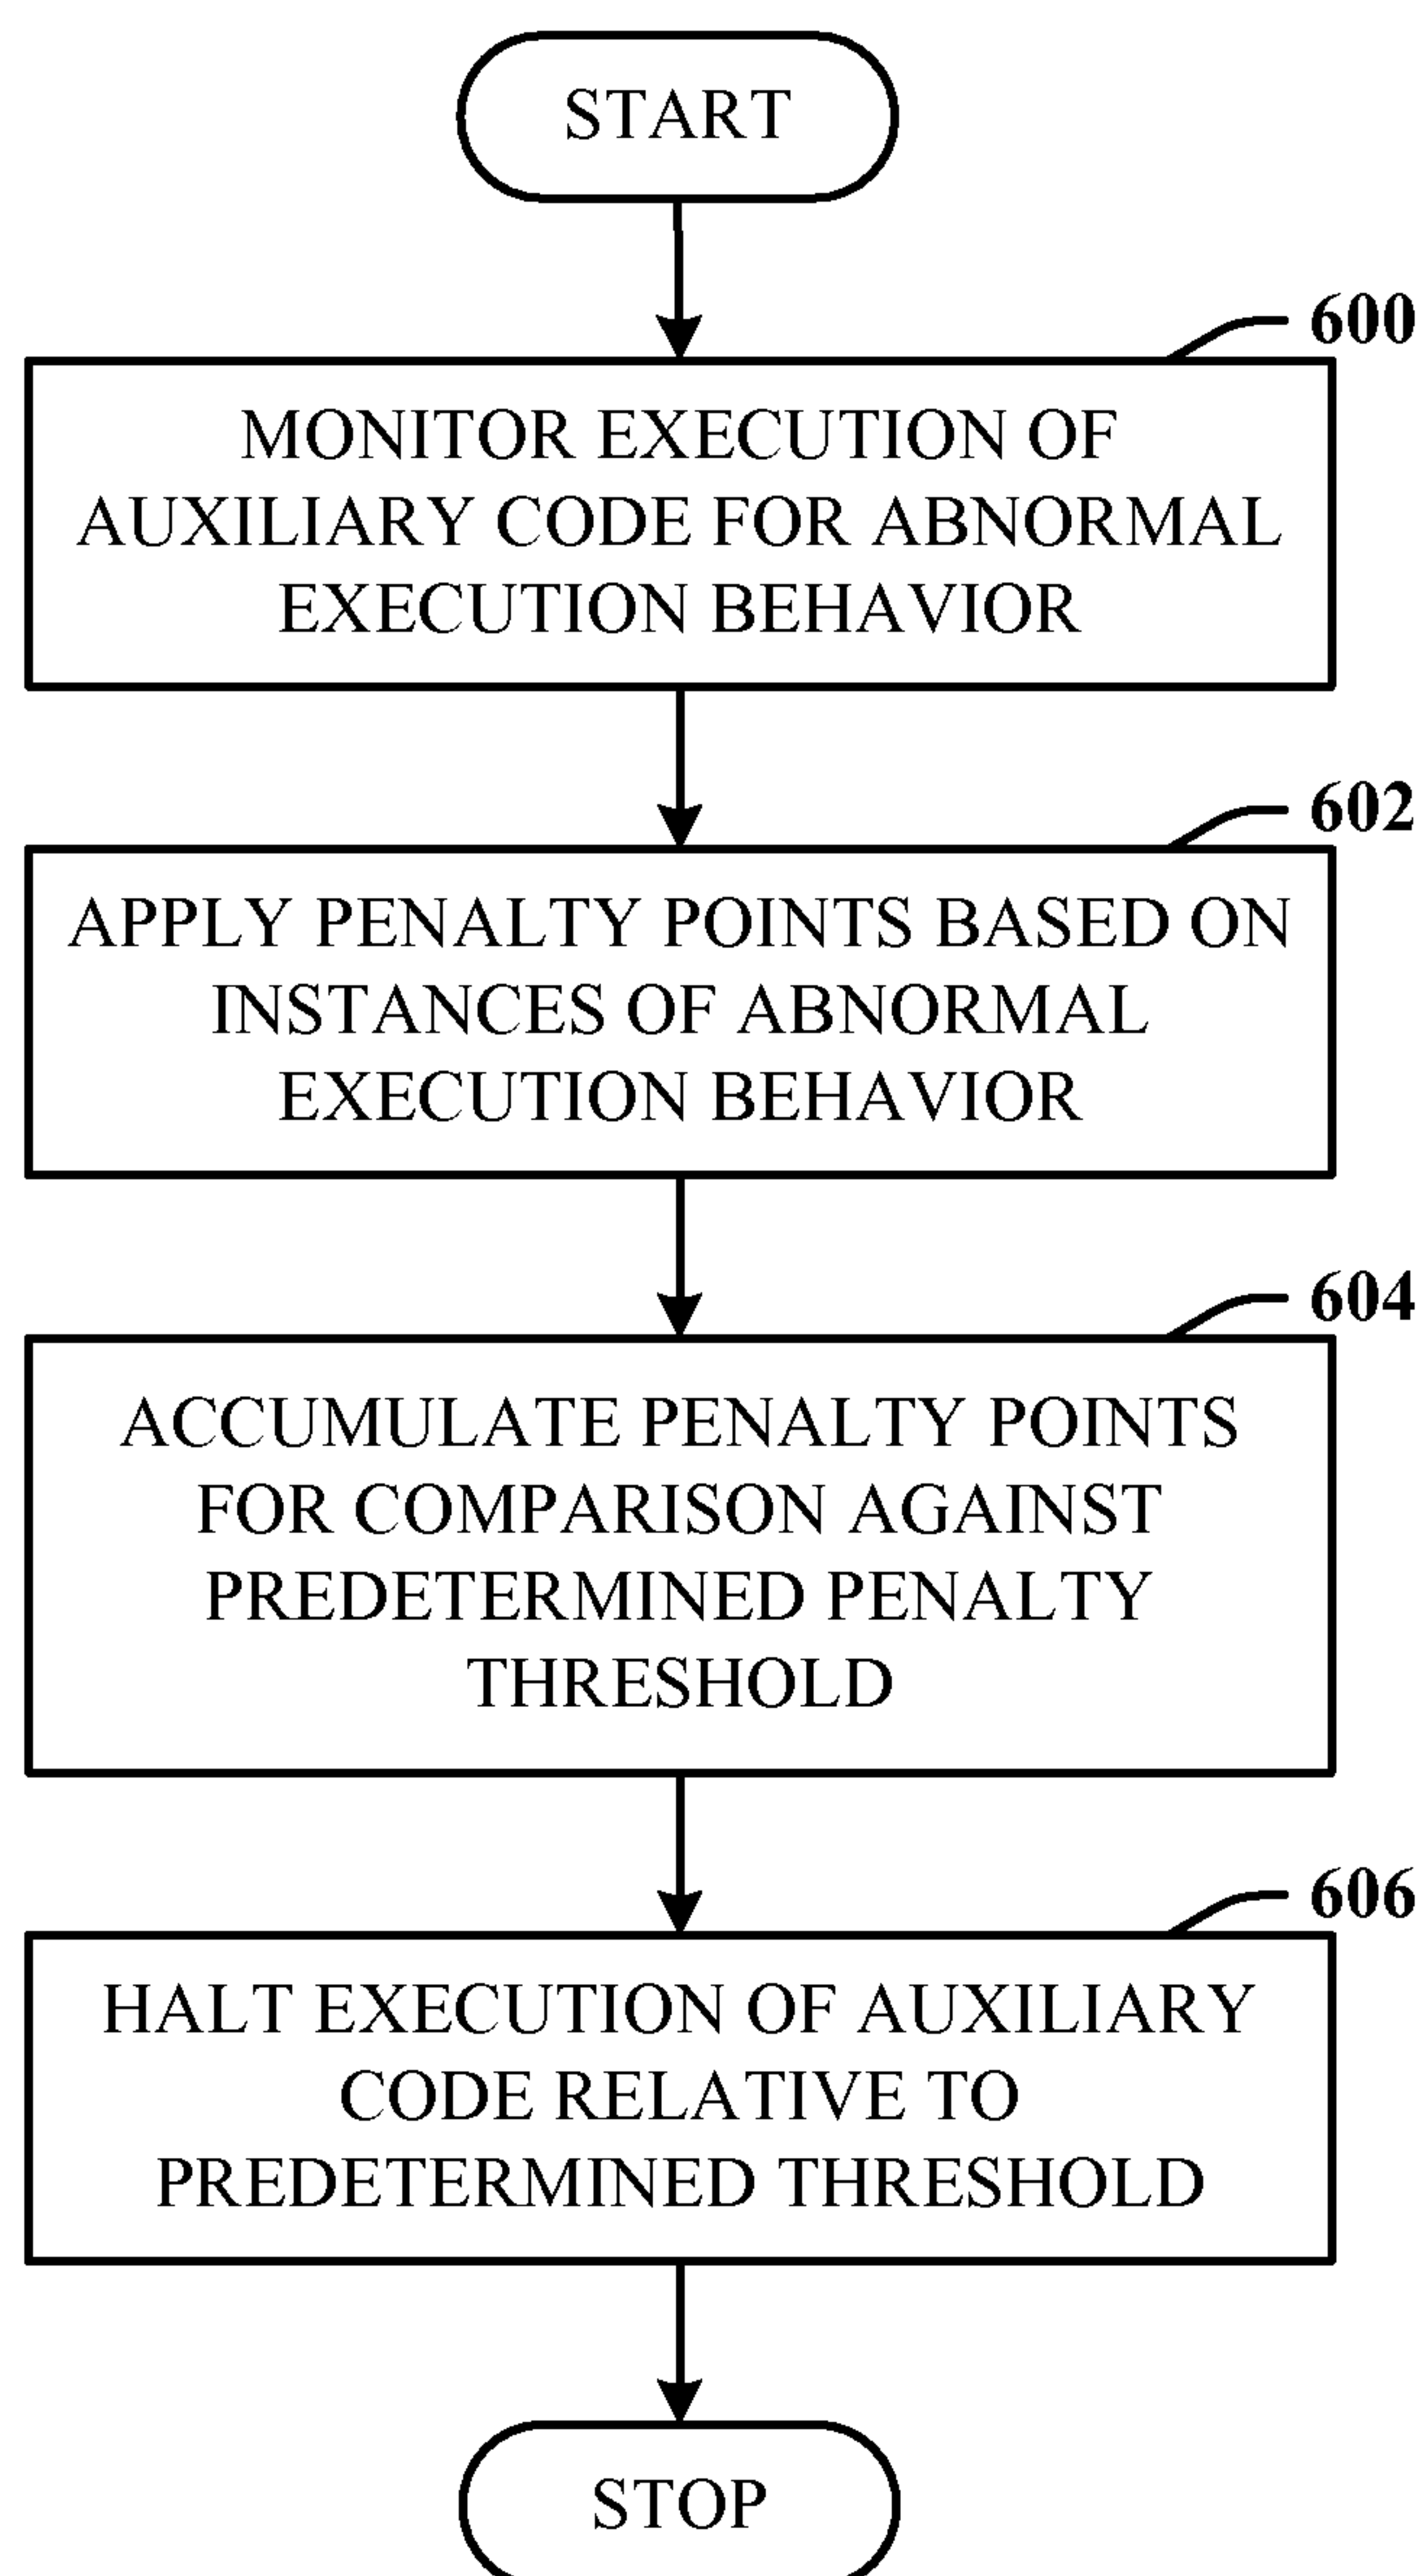 START
600
MONITOR EXECUTION OF
AUXILIARY CODE FOR ABNORMAL
EXECUTION BEHAVIOR
602
APPLY PENALTY POINTS BASED ON
INSTANCES OF ABNORMAL
EXECUTION BEHAVIOR
604
ACCUMULATE PENALTY POINTS
FOR COMPARISON AGAINST
PREDETERMINED PENALTY
THRESHOLD
606
HALT EXECUTION OF AUXILIARY
CODE RELATIVE TO
PREDETERMINED THRESHOLD
STOP